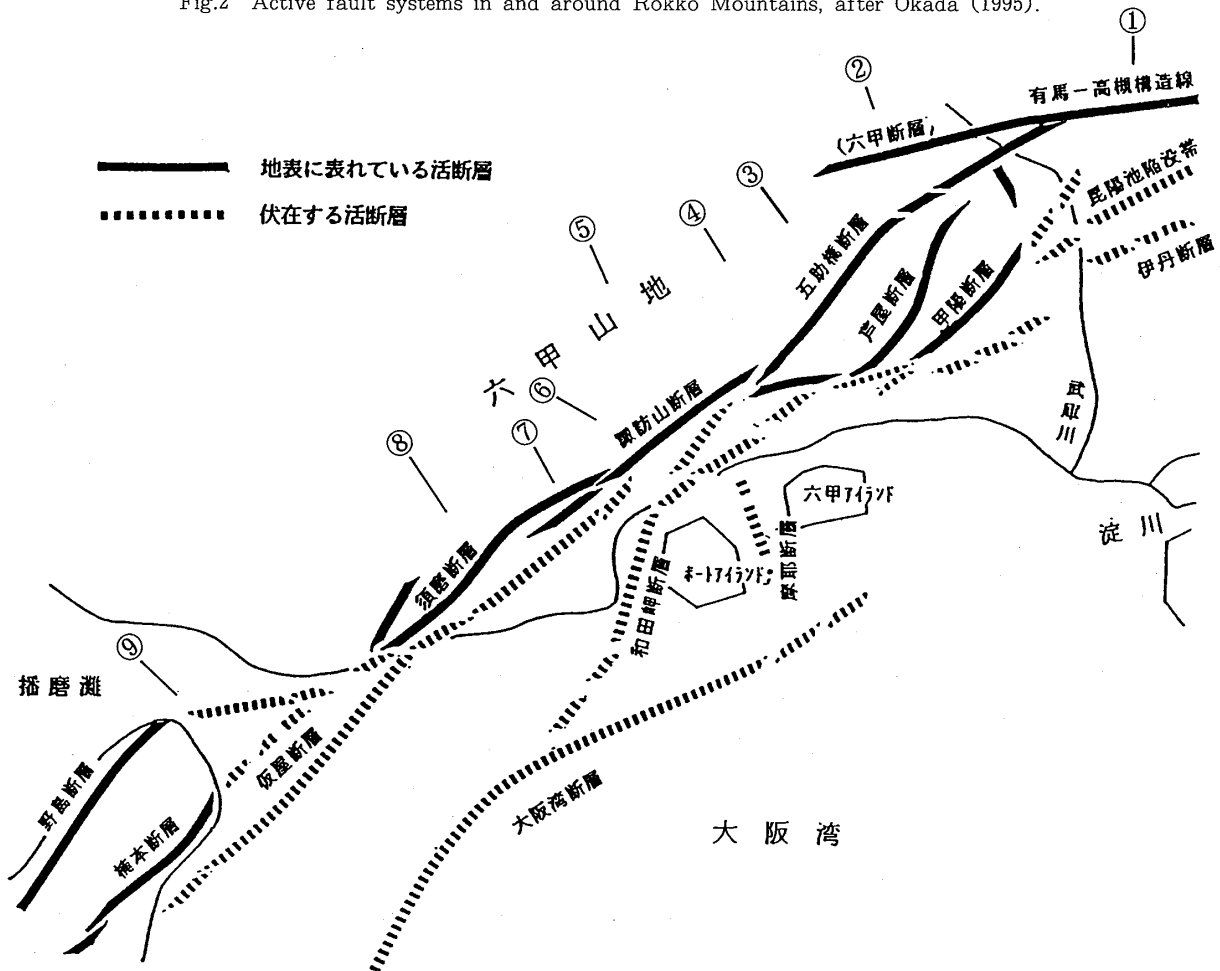 Fig.2 Active fault systems in and around Rokko Mountains, after Okada (1995).
①
②
有馬－高槻構造線
(六甲断層)
地表に表れている活断層
③
昆陽池陥没帯
伏在する活断層
④
⑤
伊丹断層
五助橋断層
芦屋断層
甲陽断層
六甲山地
⑥
武庫川
諏訪山断層
⑦
⑧
六甲アイランド
淀川
須磨断層
ポートアイランド
摩耶断層
和田岬断層
⑨
播磨灘
仮屋断層
野島断層
大阪湾断層
楠本断層
大阪湾